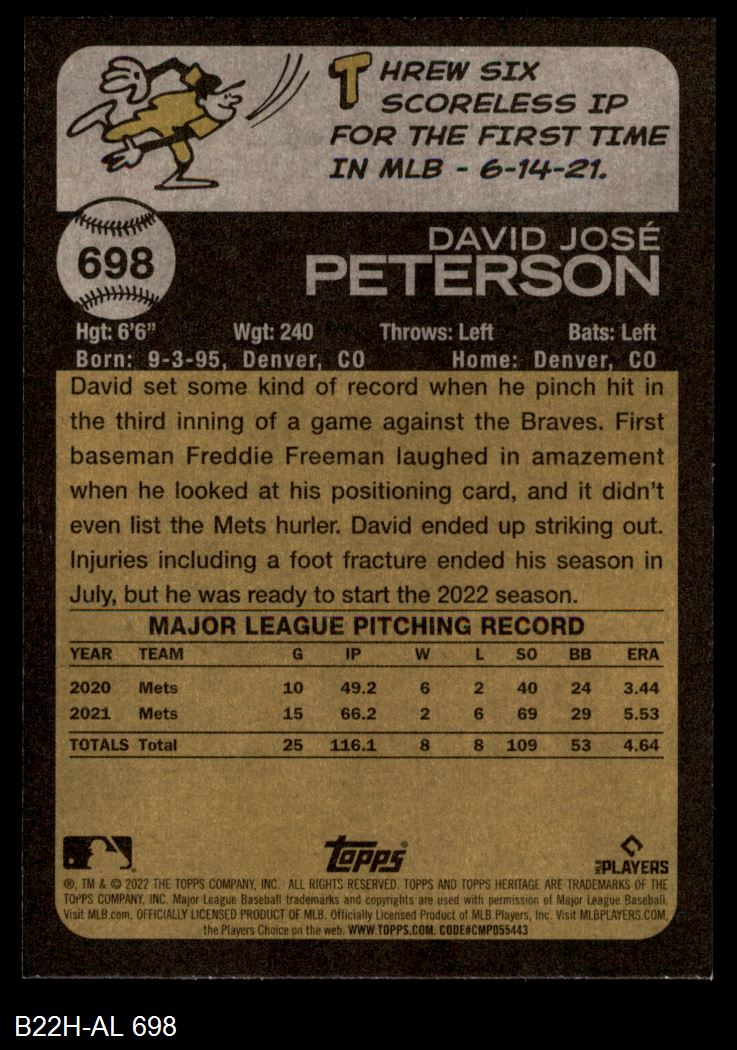 THREW SIX
SCORELESS IP
FOR THE FIRST TIME
IN MLB - 6-14-21.
698
DAVID JOSÉ
PETERSON
Hgt: 6'6" Wgt: 240 Throws: Left Bats: Left
Born: 9-3-95, Denver, CO Home: Denver, CO
David set some kind of record when he pinch hit in
the third inning of a game against the Braves. First
baseman Freddie Freeman laughed in amazement
when he looked at his positioning card, and it didn't
even list the Mets hurler. David ended up striking out.
Injuries including a foot fracture ended his season in
July, but he was ready to start the 2022 season.
MAJOR LEAGUE PITCHING RECORD
YEAR TEAM G IP W L SO BB ERA
2020 Mets 10 49.2 6 2 40 24 3.44
2021 Mets 15 66.2 2 6 69 29 5.53
TOTALS Total 25 116.1 8 8 109 53 4.64
Topps®
MLB PLAYERS
®, TM & © 2022 THE TOPPS COMPANY, INC. ALL RIGHTS RESERVED. TOPPS AND TOPPS HERITAGE ARE TRADEMARKS OF THE
TOPPS COMPANY, INC. Major League Baseball trademarks and copyrights are used with permission of Major League Baseball.
Visit MLB.com. OFFICIALLY LICENSED PRODUCT OF MLB. Officially Licensed Product of MLB Players, Inc. Visit MLBPLAYERS.COM,
the Players Choice on the web. WWW.TOPPS.COM. CODE#CMP055443
B22H-AL 698